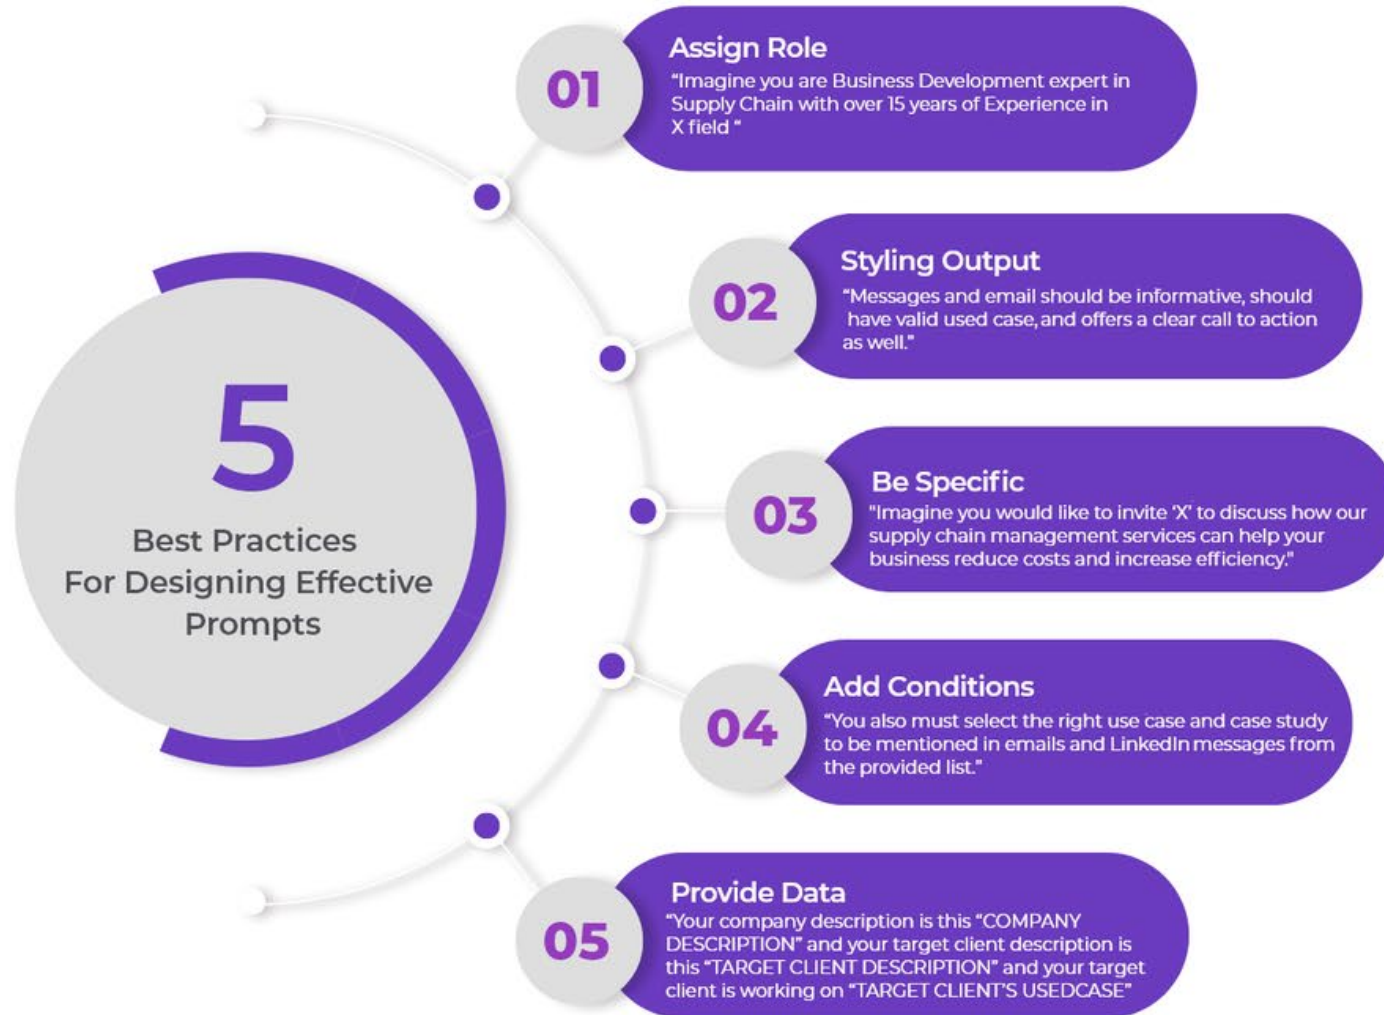 5
Best Practices
For Designing Effective
Prompts
01
Assign Role
“Imagine you are Business Development expert in
Supply Chain with over 15 years of Experience in
X field “
02
Styling Output
“Messages and email should be informative, should
have valid used case, and offers a clear call to action
as well.”
03
Be Specific
"Imagine you would like to invite ‘X’ to discuss how our
supply chain management services can help your
business reduce costs and increase efficiency."
04
Add Conditions
“You also must select the right use case and case study
to be mentioned in emails and LinkedIn messages from
the provided list.”
05
Provide Data
“Your company description is this “COMPANY
DESCRIPTION” and your target client description is
this “TARGET CLIENT DESCRIPTION” and your target
client is working on “TARGET CLIENT’S USEDCASE”